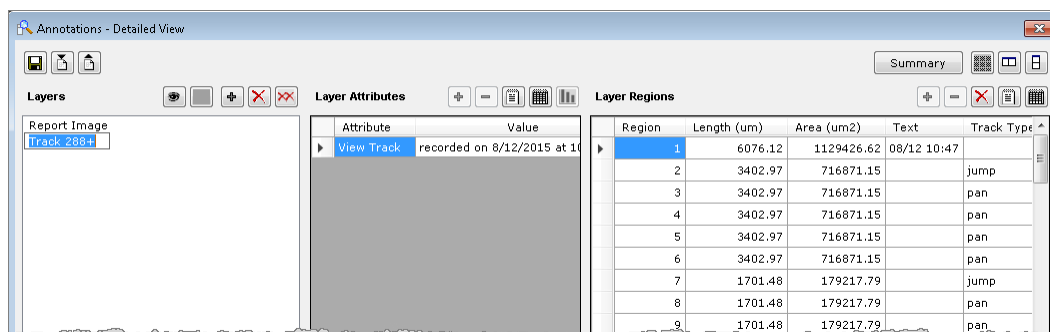 Annotations - Detailed View
Summary
Layers
Layer Attributes
Layer Regions
Report Image
Track 288+
Attribute Value
View Track recorded on 8/12/2015 at 10
Region Length (um) Area (um2) Text Track Type
1 6076.12 1129426.62 08/12 10:47
2 3402.97 716871.15 jump
3 3402.97 716871.15 pan
4 3402.97 716871.15 pan
5 3402.97 716871.15 pan
6 3402.97 716871.15 pan
7 1701.48 179217.79 jump
8 1701.48 179217.79 pan
9 1701.48 179217.79 pan